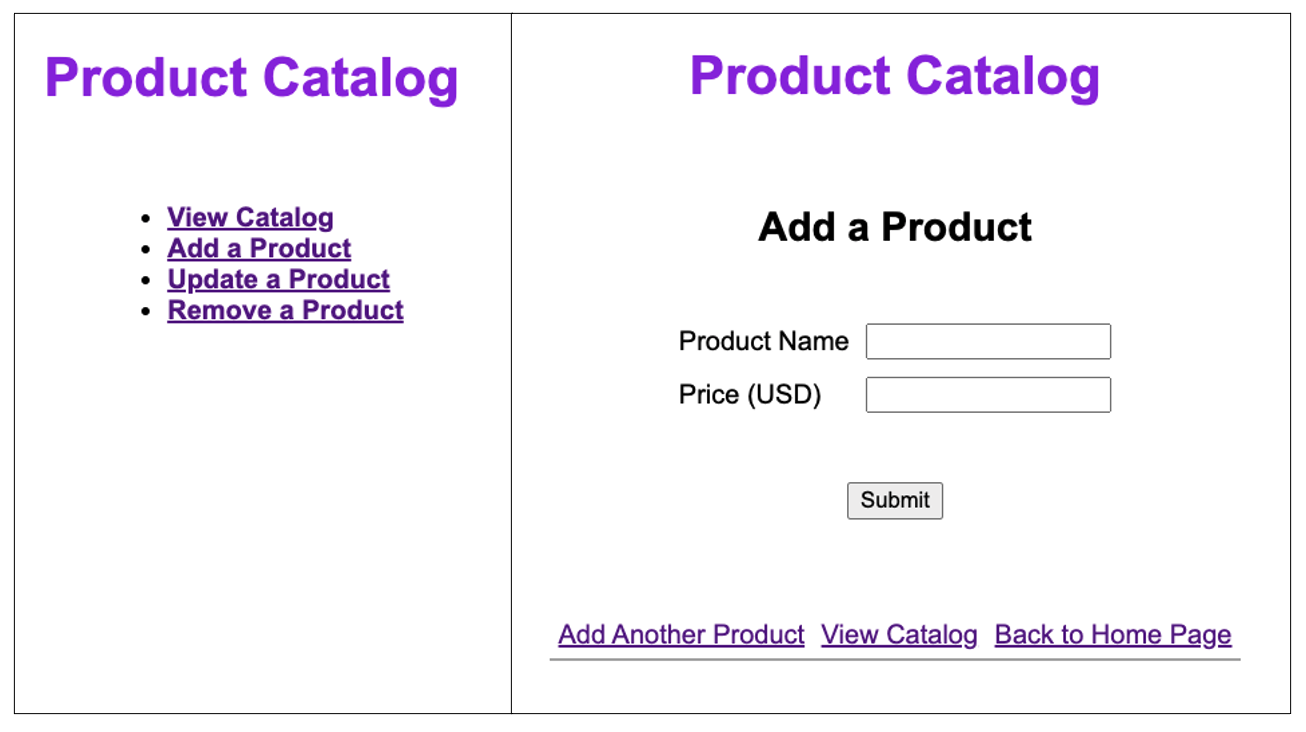 Product Catalog
View Catalog
Add a Product
Update a Product
Remove a Product
Product Catalog
Add a Product
Product Name
Price (USD)
Submit
Add Another Product View Catalog Back to Home Page